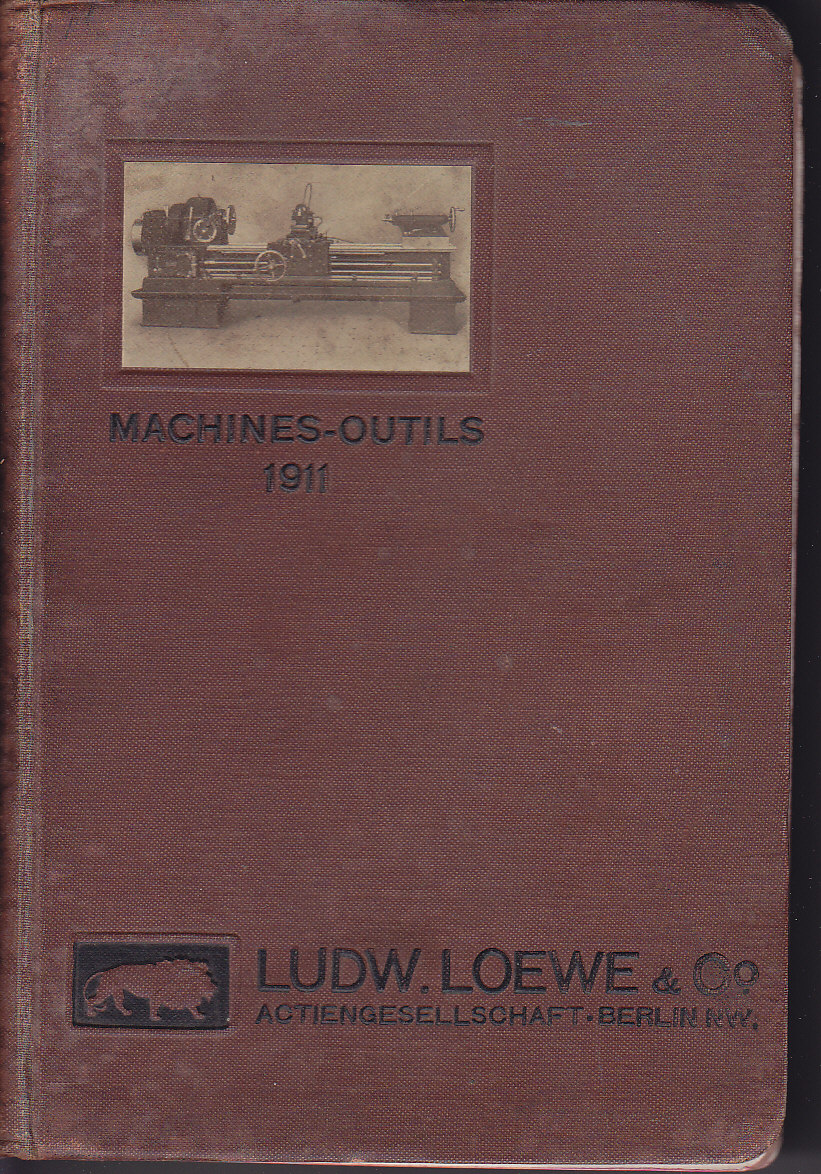 MACHINES-OUTILS
1911
LUDW. LOEWE & Co.
ACTIENGESELLSCHAFT • BERLIN NW.